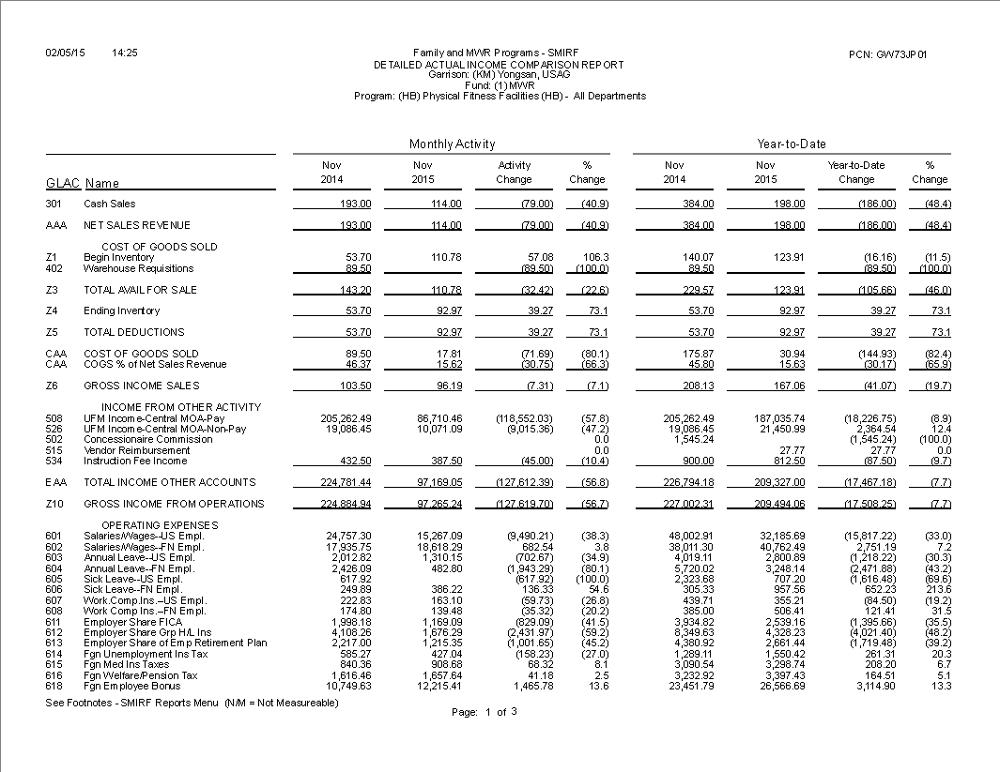 02/05/15 14:25 Family and MWR Programs - SMIRF PCN: GW73JP01
DETAILED ACTUAL INCOME COMPARISON REPORT
Garrison: (KM) Yongsan, USAG
Fund: (1) MWR
Program: (HB) Physical Fitness Facilities (HB) - All Departments
Monthly Activity Year-to-Date
Nov Nov Activity % Nov Nov Year-to-Date %
GLAC Name 2014 2015 Change Change 2014 2015 Change Change
301 Cash Sales 193.00 114.00 (79.00) (40.9) 384.00 198.00 (186.00) (48.4)
AAA NET SALES REVENUE 193.00 114.00 (79.00) (40.9) 384.00 198.00 (186.00) (48.4)
COST OF GOODS SOLD
Z1 Begin Inventory 53.70 110.78 57.08 106.3 140.07 123.91 (16.16) (11.5)
402 Warehouse Requisitions 89.50 (89.50) (100.0) 89.50 (89.50) (100.0)
Z3 TOTAL AVAIL FOR SALE 143.20 110.78 (32.42) (22.6) 229.57 123.91 (105.66) (46.0)
Z4 Ending Inventory 53.70 92.97 39.27 73.1 53.70 92.97 39.27 73.1
Z5 TOTAL DEDUCTIONS 53.70 92.97 39.27 73.1 53.70 92.97 39.27 73.1
CAA COST OF GOODS SOLD 89.50 17.81 (71.69) (80.1) 175.87 30.94 (144.93) (82.4)
CAA COGS % of Net Sales Revenue 46.37 15.62 (30.75) (66.3) 45.80 15.63 (30.17) (65.9)
Z6 GROSS INCOME SALES 103.50 96.19 (7.31) (7.1) 208.13 167.06 (41.07) (19.7)
INCOME FROM OTHER ACTIVITY
508 UFM Income-Central MOA-Pay 205,262.49 86,710.46 (118,552.03) (57.8) 205,262.49 187,035.74 (18,226.75) (8.9)
526 UFM Income-Central MOA-Non-Pay 19,086.45 10,071.09 (9,015.36) (47.2) 19,086.45 21,450.99 2,364.54 12.4
502 Concessionaire Commission 0.0 1,545.24 (1,545.24) (100.0)
515 Vendor Reimbursement 0.0 27.77 27.77 0.0
534 Instruction Fee Income 432.50 387.50 (45.00) (10.4) 900.00 812.50 (87.50) (9.7)
EAA TOTAL INCOME OTHER ACCOUNTS 224,781.44 97,169.05 (127,612.39) (56.8) 226,794.18 209,327.00 (17,467.18) (7.7)
Z10 GROSS INCOME FROM OPERATIONS 224,884.94 97,265.24 (127,619.70) (56.7) 227,002.31 209,494.06 (17,508.25) (7.7)
OPERATING EXPENSES
601 Salaries/Wages--US Empl. 24,757.30 15,267.09 (9,490.21) (38.3) 48,002.91 32,185.69 (15,817.22) (33.0)
602 Salaries/Wages--FN Empl. 17,935.75 18,618.29 682.54 3.8 38,011.30 40,762.49 2,751.19 7.2
603 Annual Leave--US Empl. 2,012.82 1,310.15 (702.67) (34.9) 4,019.11 2,800.89 (1,218.22) (30.3)
604 Annual Leave--FN Empl. 2,426.09 482.80 (1,943.29) (80.1) 5,720.02 3,248.14 (2,471.88) (43.2)
605 Sick Leave--US Empl. 617.92 (617.92) (100.0) 2,323.68 707.20 (1,616.48) (69.6)
606 Sick Leave--FN Empl. 249.89 386.22 136.33 54.6 305.33 957.56 652.23 213.6
607 Work Comp Ins.--US Empl. 222.83 163.10 (59.73) (26.8) 439.71 355.21 (84.50) (19.2)
608 Work Comp Ins.--FN Empl. 174.80 139.48 (35.32) (20.2) 385.00 506.41 121.41 31.5
611 Employer Share FICA 1,998.18 1,169.09 (829.09) (41.5) 3,934.82 2,539.16 (1,395.66) (35.5)
612 Employer Share Grp H/L Ins 4,108.26 1,676.29 (2,431.97) (59.2) 8,349.63 4,328.23 (4,021.40) (48.2)
613 Employer Share of Emp Retirement Plan 2,217.00 1,215.35 (1,001.65) (45.2) 4,380.92 2,661.44 (1,719.48) (39.2)
614 Fgn Unemployment Ins Tax 585.27 427.04 (158.23) (27.0) 1,289.11 1,550.42 261.31 20.3
615 Fgn Med Ins Taxes 840.36 908.68 68.32 8.1 3,090.54 3,298.74 208.20 6.7
616 Fgn Welfare/Pension Tax 1,616.46 1,657.64 41.18 2.5 3,232.92 3,397.43 164.51 5.1
618 Fgn Employee Bonus 10,749.63 12,215.41 1,465.78 13.6 23,451.79 26,566.69 3,114.90 13.3
See Footnotes - SMIRF Reports Menu (N/M = Not Measureable)
Page: 1 of 3